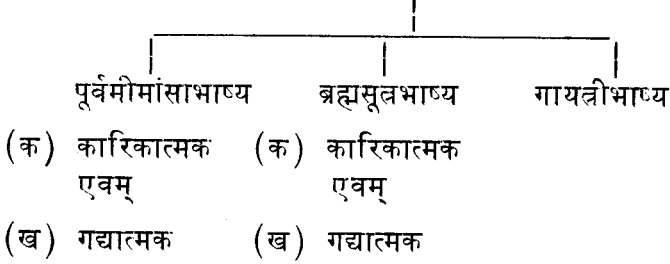 पूर्वमीमांसाभाष्य ब्रह्मसूत्रभाष्य गायत्रीभाष्य
(क) कारिकात्मक (क) कारिकात्मक
एवम् एवम्
(ख) गद्यात्मक (ख) गद्यात्मक